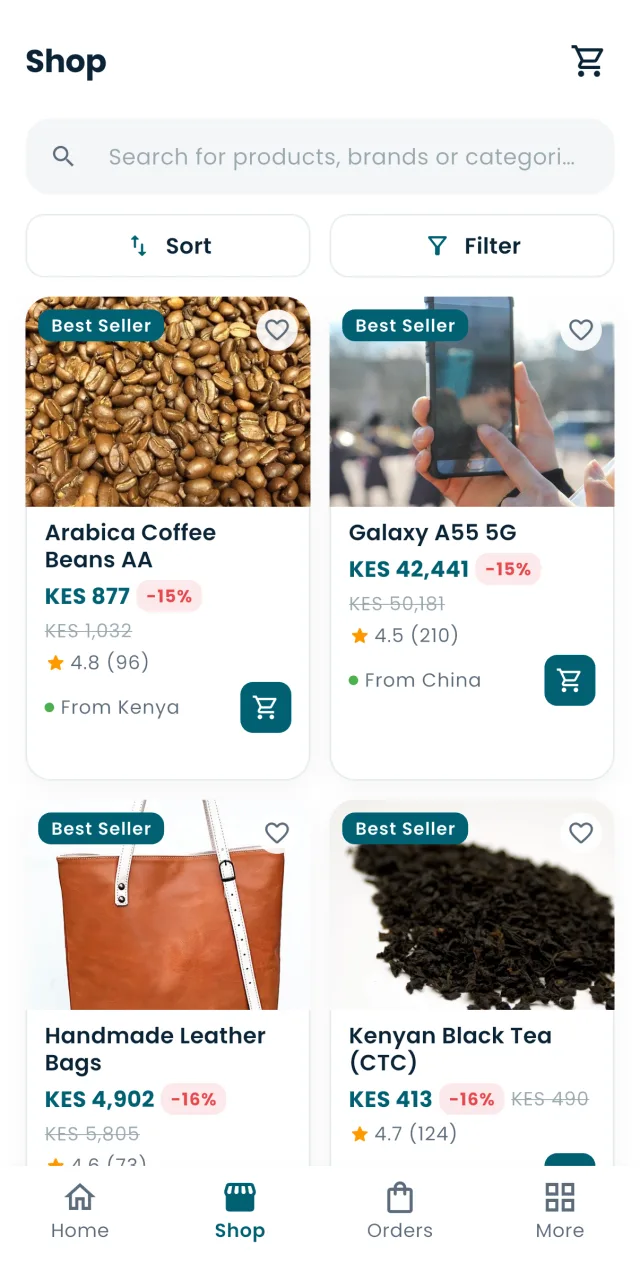 Shop
Search for products, brands or categori...
Sort
Filter
Best Seller
Arabica Coffee
Beans AA
KES 877 -15%
KES 1,032
4.8 (96)
From Kenya
Best Seller
Galaxy A55 5G
KES 42,441 -15%
KES 50,181
4.5 (210)
From China
Best Seller
Handmade Leather
Bags
KES 4,902 -16%
KES 5,805
4.6 (73)
Best Seller
Kenyan Black Tea
(CTC)
KES 413 -16% KES 490
4.7 (124)
Home
Shop
Orders
More